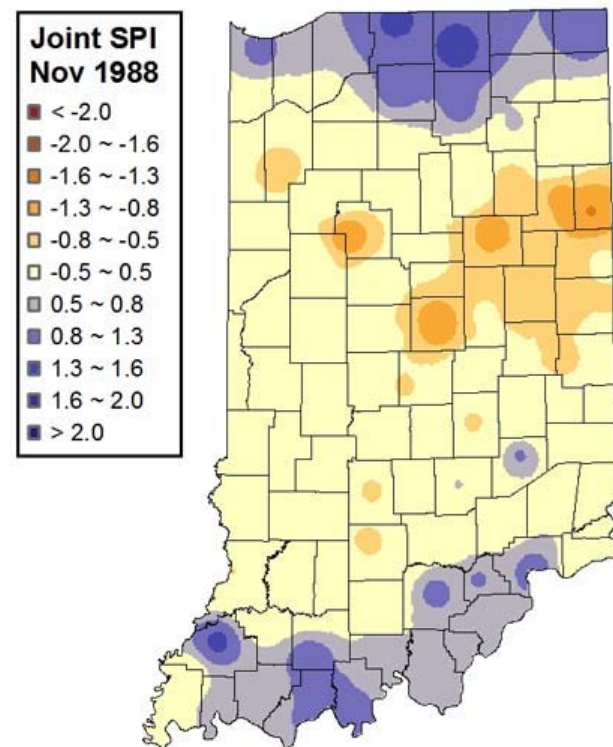 Joint SPI
Nov 1988
< -2.0
-2.0 ~ -1.6
-1.6 ~ -1.3
-1.3 ~ -0.8
-0.8 ~ -0.5
-0.5 ~ 0.5
0.5 ~ 0.8
0.8 ~ 1.3
1.3 ~ 1.6
1.6 ~ 2.0
> 2.0